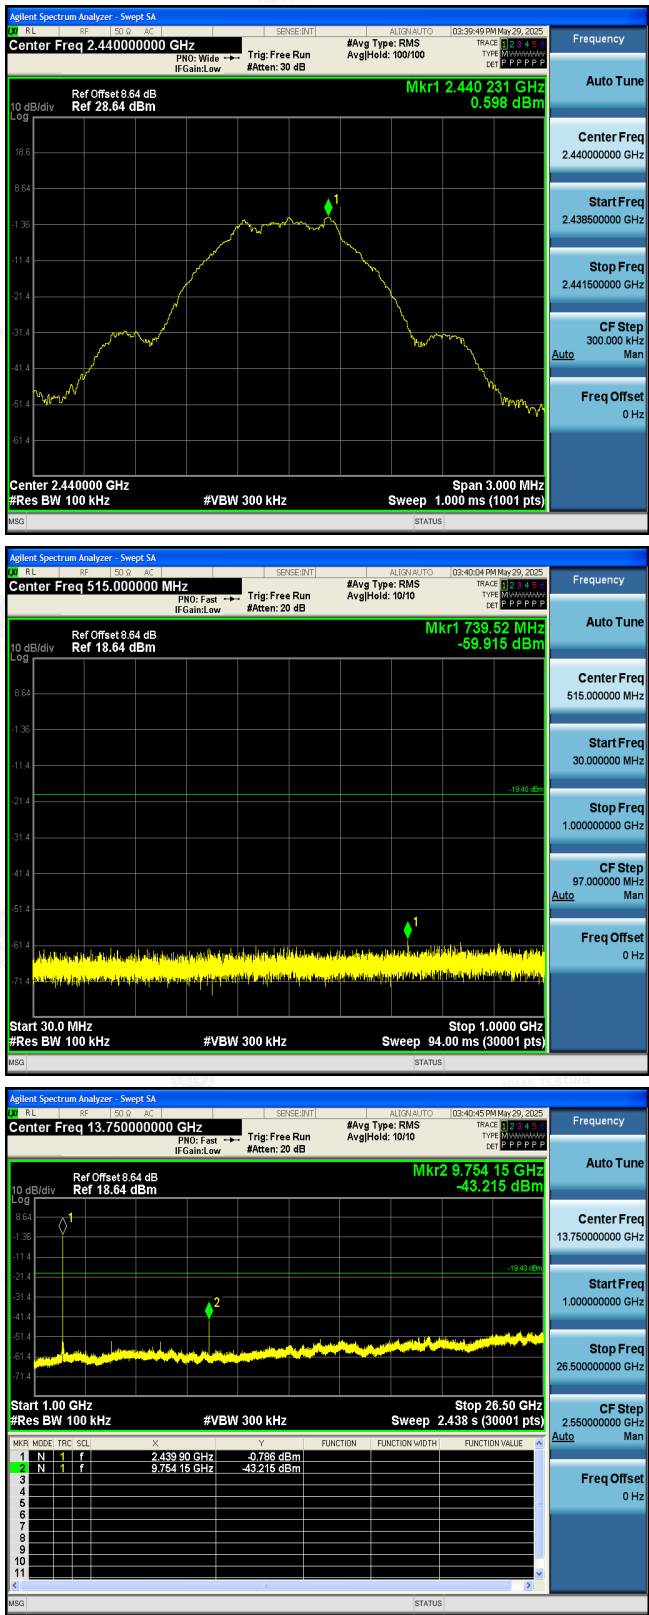 Agilent Spectrum Analyzer - Swept SA
RL RF 50 Ω AC SENSE:INT ALIGNAUTO 03:39:49 PM May 29, 2025
Center Freq 2.440000000 GHz #Avg Type: RMS TRACE 1 2 3 4 5 6
PNO: Wide Trig: Free Run Avg|Hold: 100/100 TYPE MWWWWW
IFGain:Low #Atten: 30 dB DET P P P P P P
Frequency
Auto Tune
Center Freq
2.440000000 GHz
Start Freq
2.438500000 GHz
Stop Freq
2.441500000 GHz
CF Step
300.000 kHz
Auto Man
Freq Offset
0 Hz
Ref Offset 8.64 dB Mkr1 2.440 231 GHz
10 dB/div Ref 28.64 dBm 0.598 dBm
Log
1
18.6
8.64
-1.36
-11.4
-21.4
-31.4
-41.4
-51.4
-61.4
Center 2.440000 GHz Span 3.000 MHz
#Res BW 100 kHz #VBW 300 kHz Sweep 1.000 ms (1001 pts)
MSG STATUS
Agilent Spectrum Analyzer - Swept SA
RL RF 50 Ω AC SENSE:INT ALIGNAUTO 03:40:04 PM May 29, 2025
Center Freq 515.000000 MHz #Avg Type: RMS TRACE 1 2 3 4 5 6
PNO: Fast Trig: Free Run Avg|Hold: 10/10 TYPE MWWWWW
IFGain:Low #Atten: 20 dB DET P P P P P P
Frequency
Auto Tune
Center Freq
515.000000 MHz
Start Freq
30.000000 MHz
Stop Freq
1.000000000 GHz
CF Step
97.000000 MHz
Auto Man
Freq Offset
0 Hz
Ref Offset 8.64 dB Mkr1 739.52 MHz
10 dB/div Ref 18.64 dBm -59.915 dBm
Log
8.64
-1.36
-11.4
-19.40 dBm
-21.4
-31.4
-41.4
-51.4
1
-61.4
-71.4
Start 30.0 MHz Stop 1.0000 GHz
#Res BW 100 kHz #VBW 300 kHz Sweep 94.00 ms (30001 pts)
MSG STATUS
HUAK TESTING
Agilent Spectrum Analyzer - Swept SA
RL RF 50 Ω AC SENSE:INT ALIGNAUTO 03:40:45 PM May 29, 2025
Center Freq 13.750000000 GHz #Avg Type: RMS TRACE 1 2 3 4 5 6
PNO: Fast Trig: Free Run Avg|Hold: 10/10 TYPE MWWWWW
IFGain:Low #Atten: 20 dB DET P P P P P P
Frequency
Auto Tune
Center Freq
13.750000000 GHz
Start Freq
1.000000000 GHz
Stop Freq
26.500000000 GHz
CF Step
2.550000000 GHz
Auto Man
Freq Offset
0 Hz
Ref Offset 8.64 dB Mkr2 9.754 15 GHz
10 dB/div Ref 18.64 dBm -43.215 dBm
Log
8.64
1
-1.36
-11.4
-19.40 dBm
-21.4
-31.4
2
-41.4
-51.4
-61.4
-71.4
Start 1.00 GHz Stop 26.50 GHz
#Res BW 100 kHz #VBW 300 kHz Sweep 2.438 s (30001 pts)
MKR MODE TRC SCL X Y FUNCTION FUNCTION WIDTH FUNCTION VALUE
1 N 1 f 2.439 90 GHz -0.786 dBm
2 N 1 f 9.754 15 GHz -43.215 dBm
3
4
5
6
7
8
9
10
11
MSG STATUS